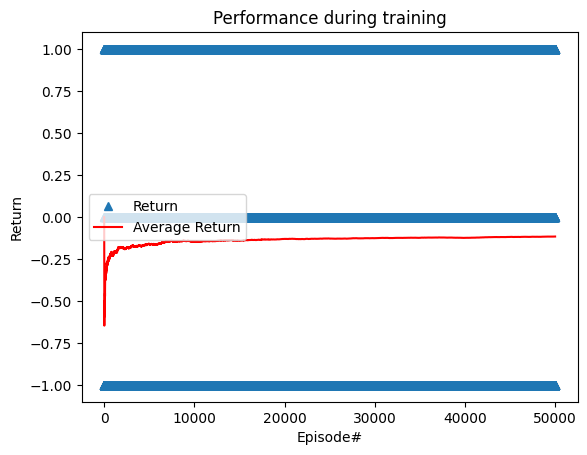 Performance during training
1.00
0.75
0.50
0.25
0.00
−0.25
−0.50
−0.75
−1.00
Return
Return
Average Return
0 10000 20000 30000 40000 50000
Episode#